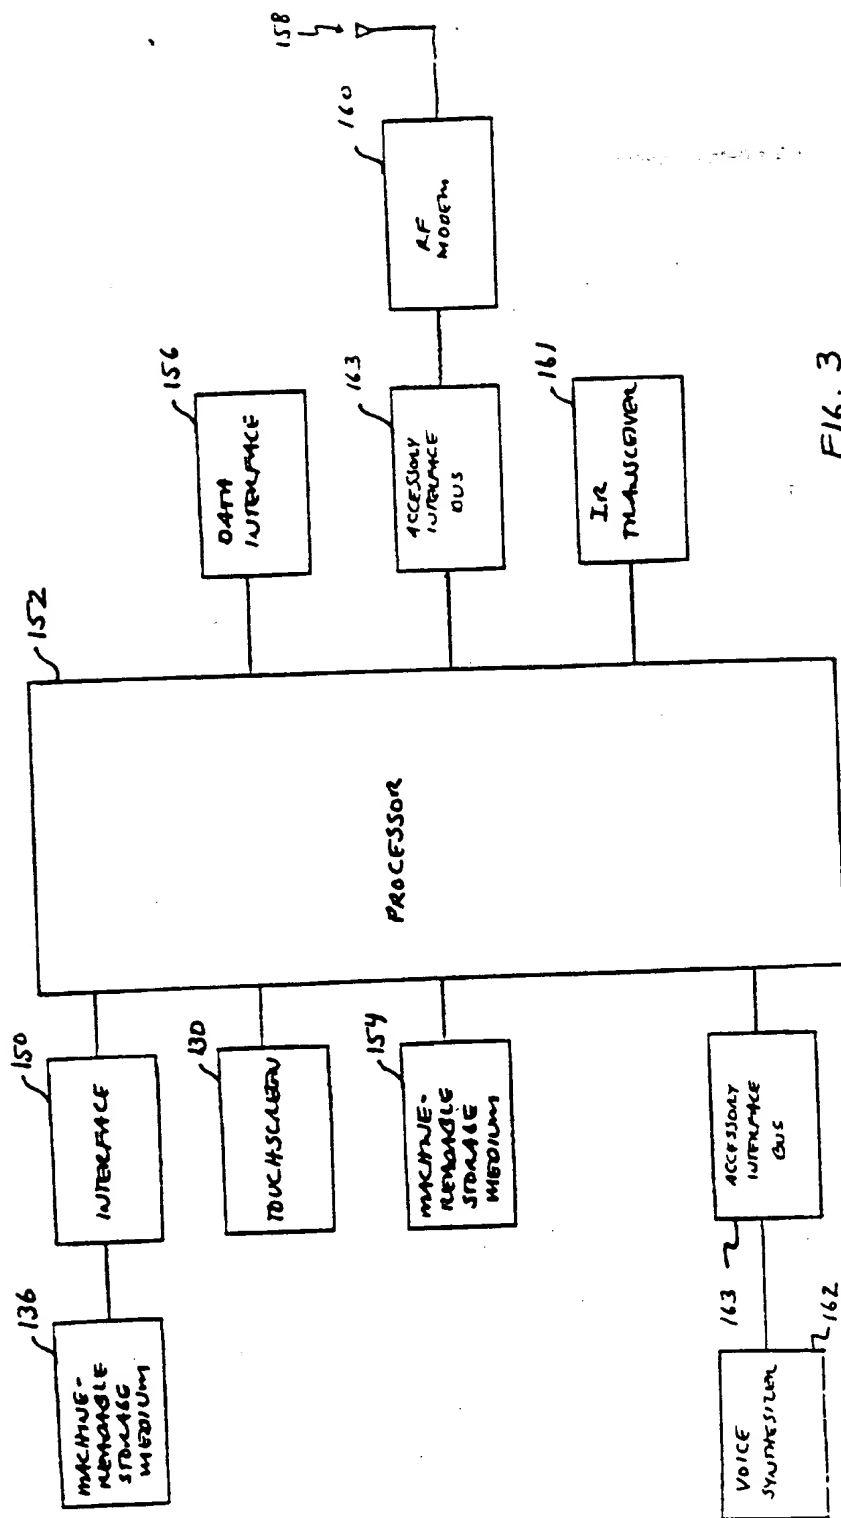 136
MACHINE-
READABLE
STORAGE
MEDIUM
150
INTERFACE
130
TOUCHSCREEN
154
MACHINE-
READABLE
STORAGE
MEDIUM
163
ACCESSORY
INTERFACE
BUS
162
VOICE
SYNTHESIZER
152
PROCESSOR
156
DATA
INTERFACE
163
ACCESSORY
INTERFACE
BUS
161
IR
TRANSCEIVER
160
RF
MODEM
158
FIG. 3